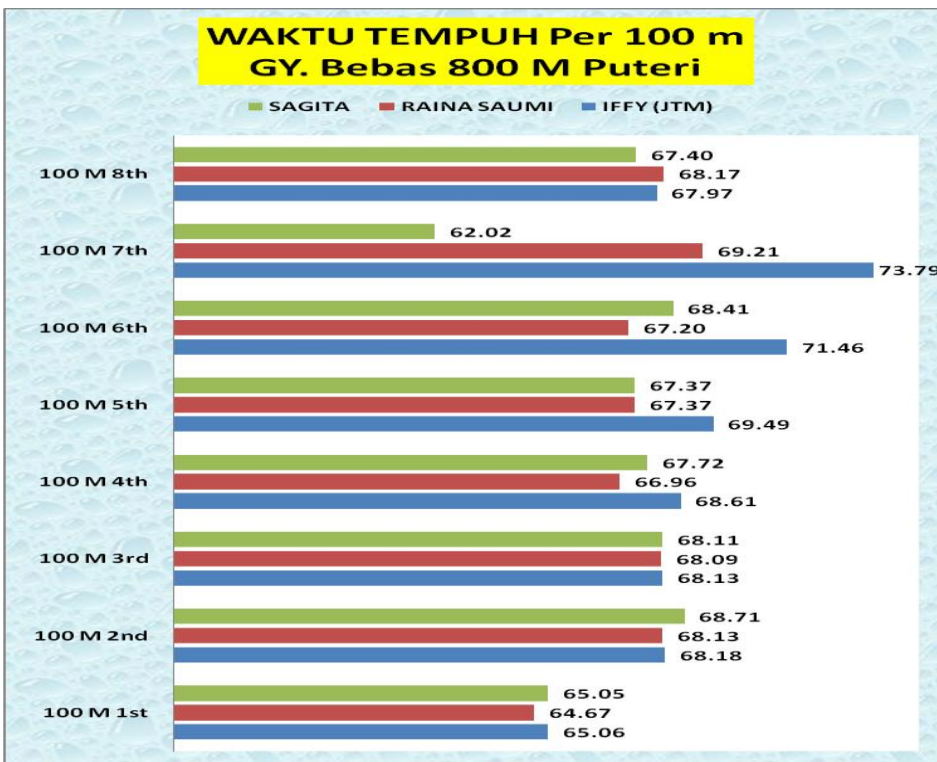 WAKTU TEMPUH Per 100 m
GY. Bebas 800 M Puteri
SAGITA RAINA SAUMI IFFY (JTM)
100 M 8th
67.40
68.17
67.97
100 M 7th
62.02
69.21
73.79
100 M 6th
68.41
67.20
71.46
100 M 5th
67.37
67.37
69.49
100 M 4th
67.72
66.96
68.61
100 M 3rd
68.11
68.09
68.13
100 M 2nd
68.71
68.13
68.18
100 M 1st
65.05
64.67
65.06